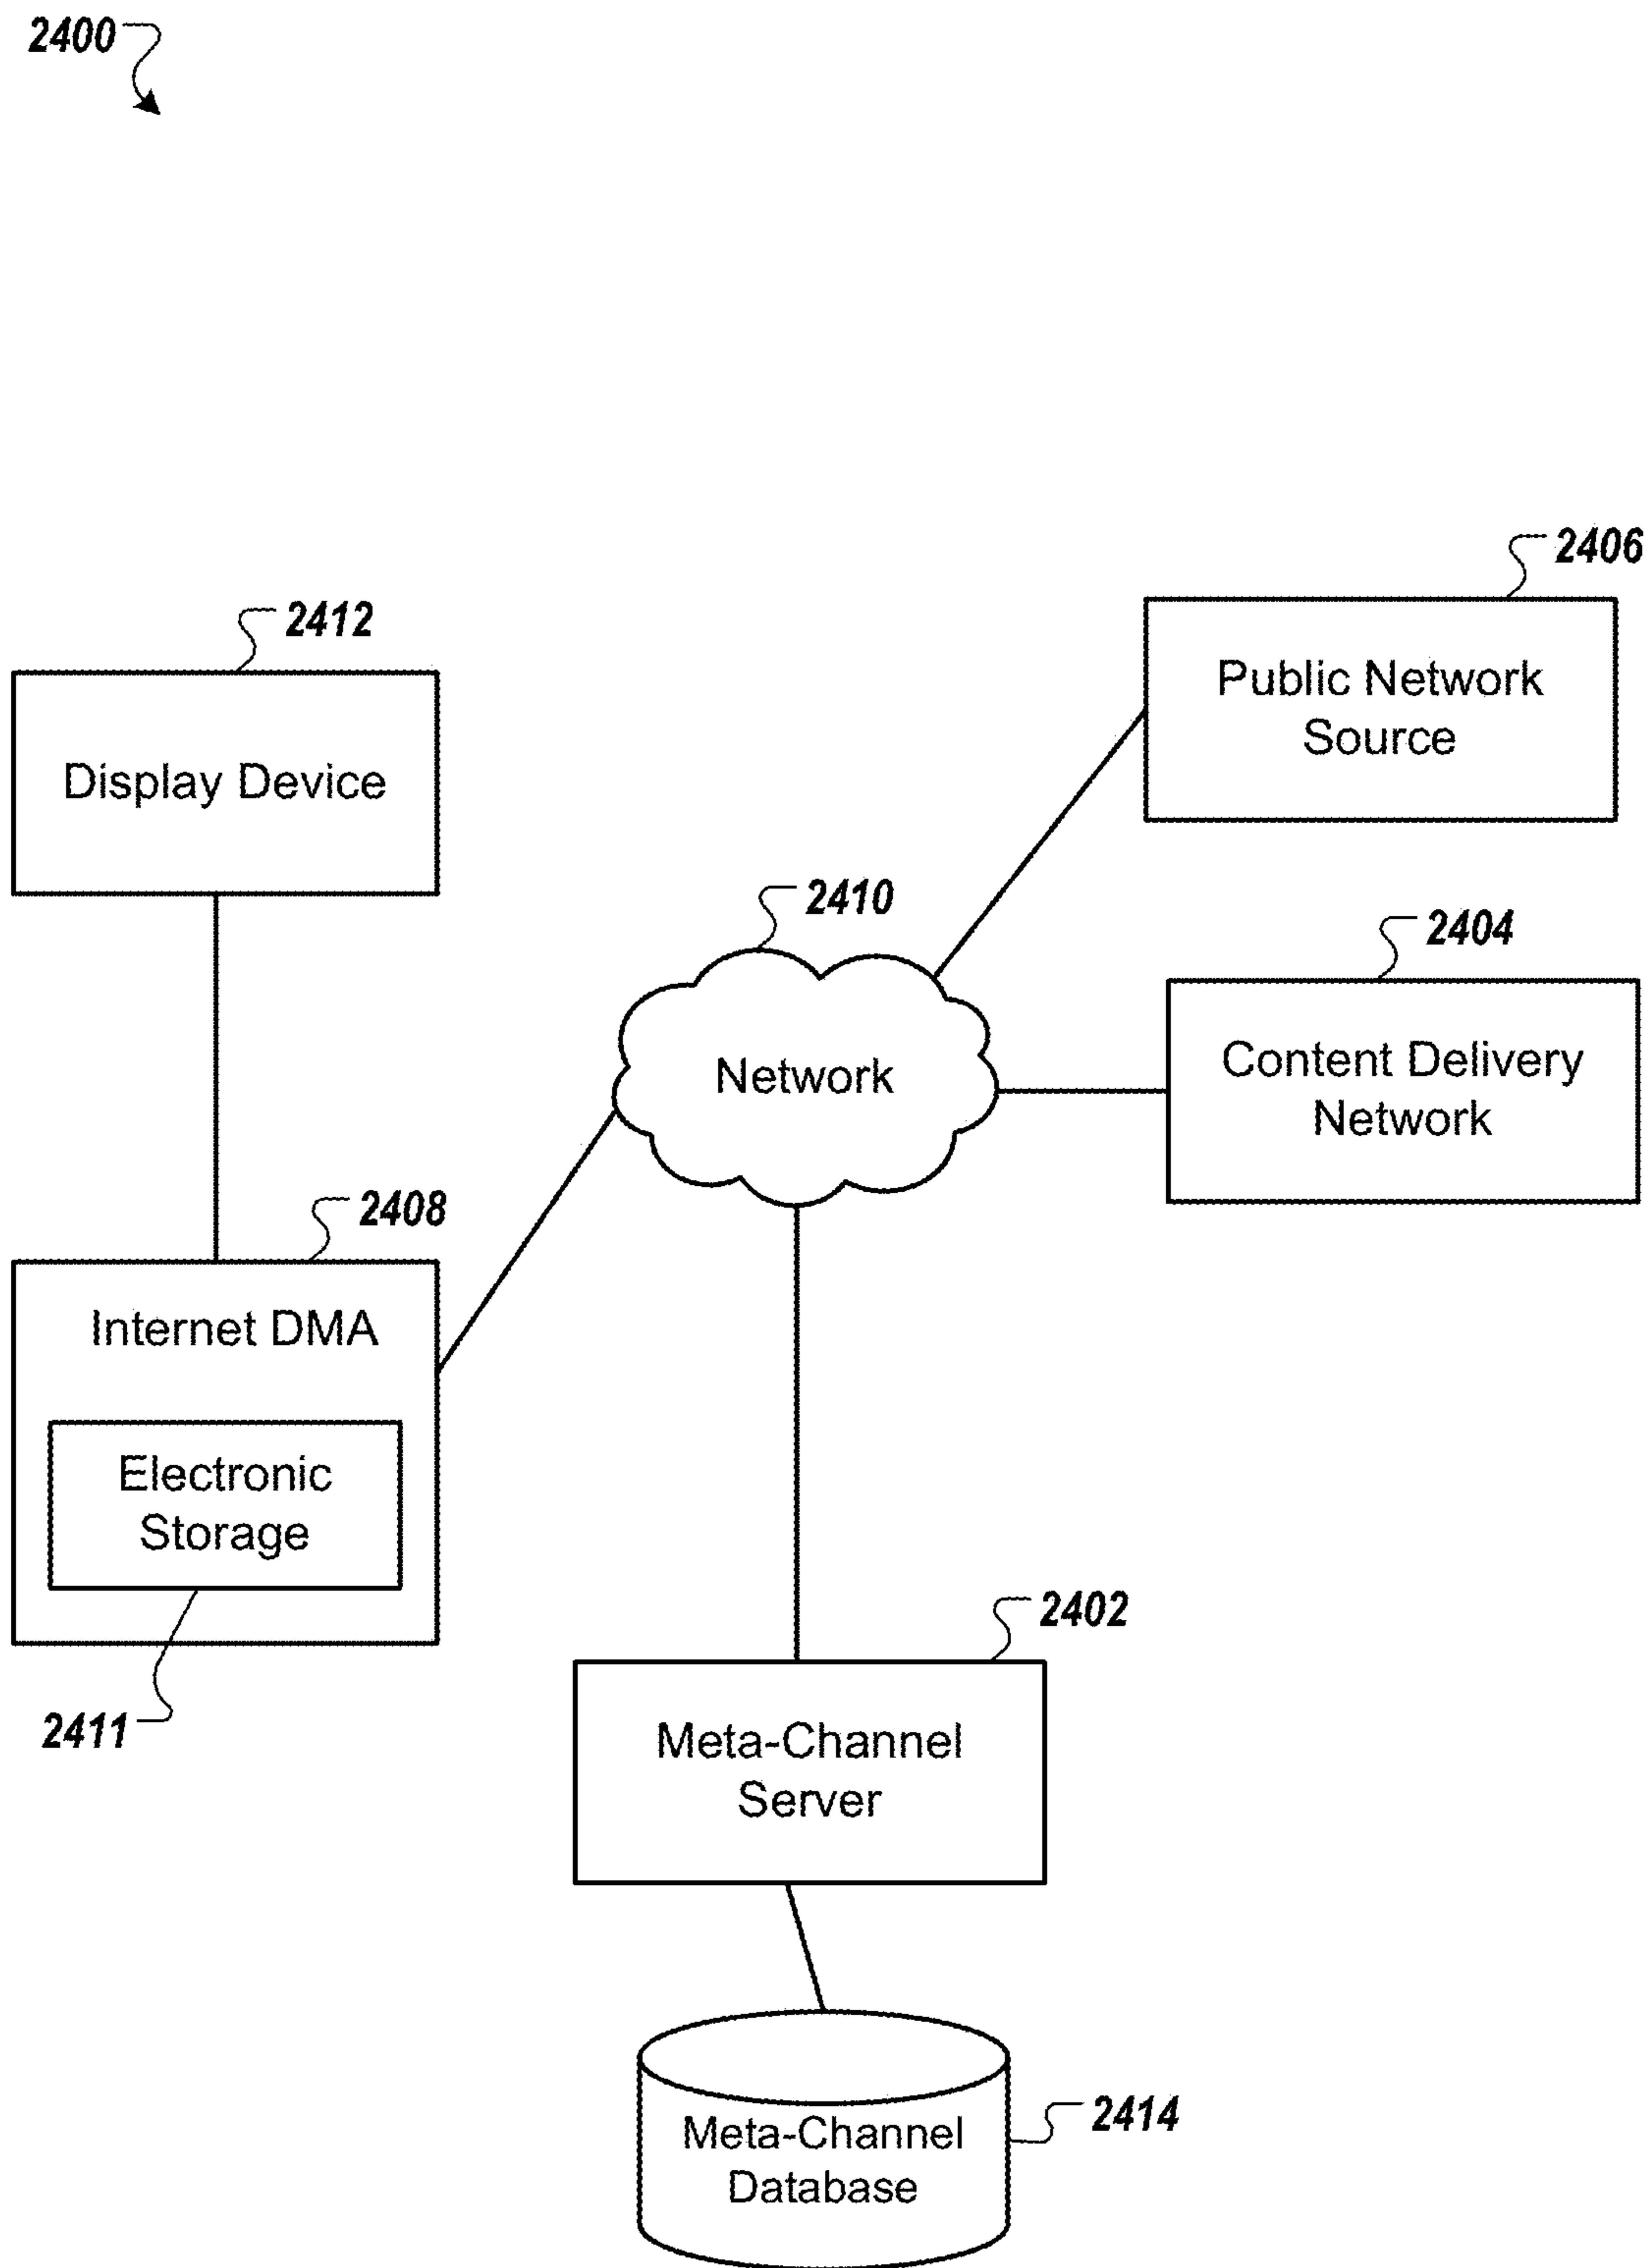 2400
2406
Public Network
Source
2412
Display Device
2410
Network
2404
Content Delivery
Network
2408
Internet DMA
Electronic
Storage
2411
2402
Meta-Channel
Server
2414
Meta-Channel
Database